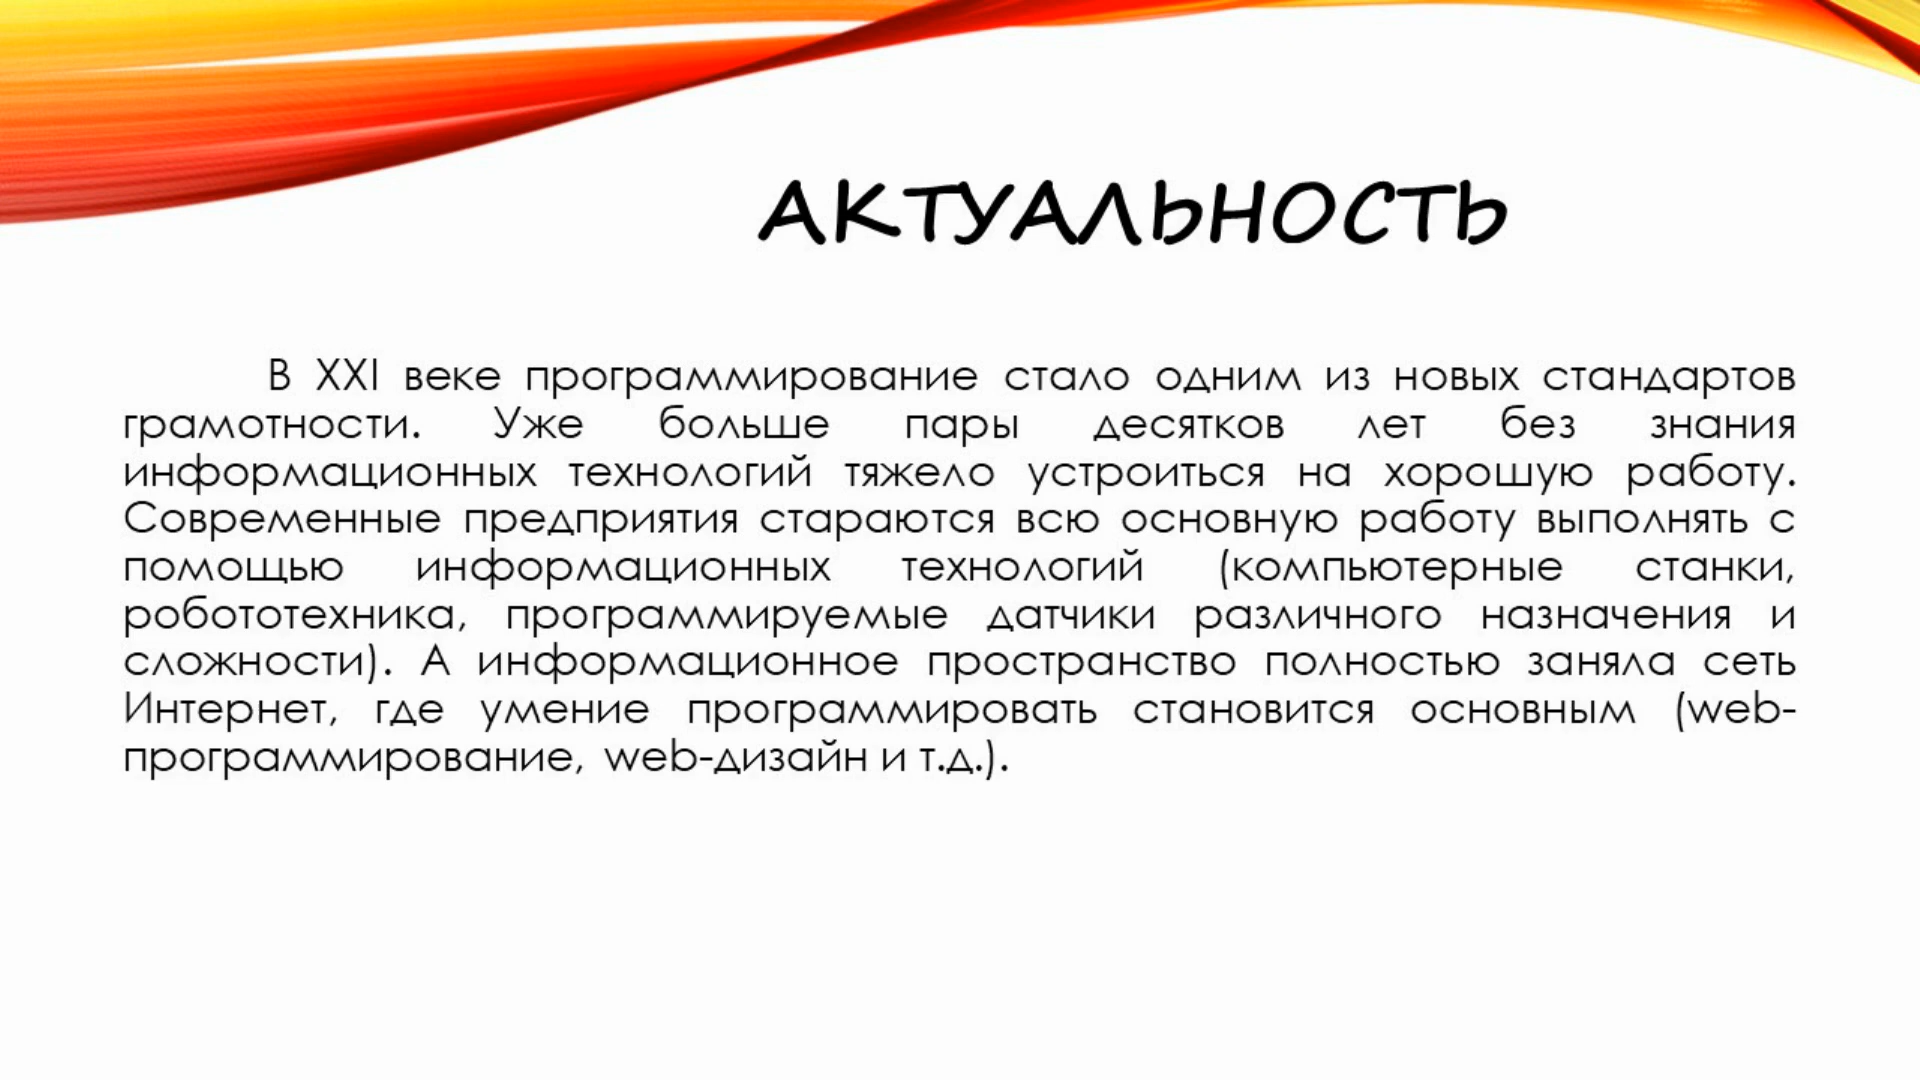 АКТУАЛЬНОСТЬ
В XXI веке программирование стало одним из новых стандартов
грамотности. Уже больше пары десятков лет без знания
информационных технологий тяжело устроиться на хорошую работу.
Современные предприятия стараются всю основную работу выполнять с
помощью информационных технологий (компьютерные станки,
робототехника, программируемые датчики различного назначения и
сложности). А информационное пространство полностью заняла сеть
Интернет, где умение программировать становится основным (web-
программирование, web-дизайн и т.д.).